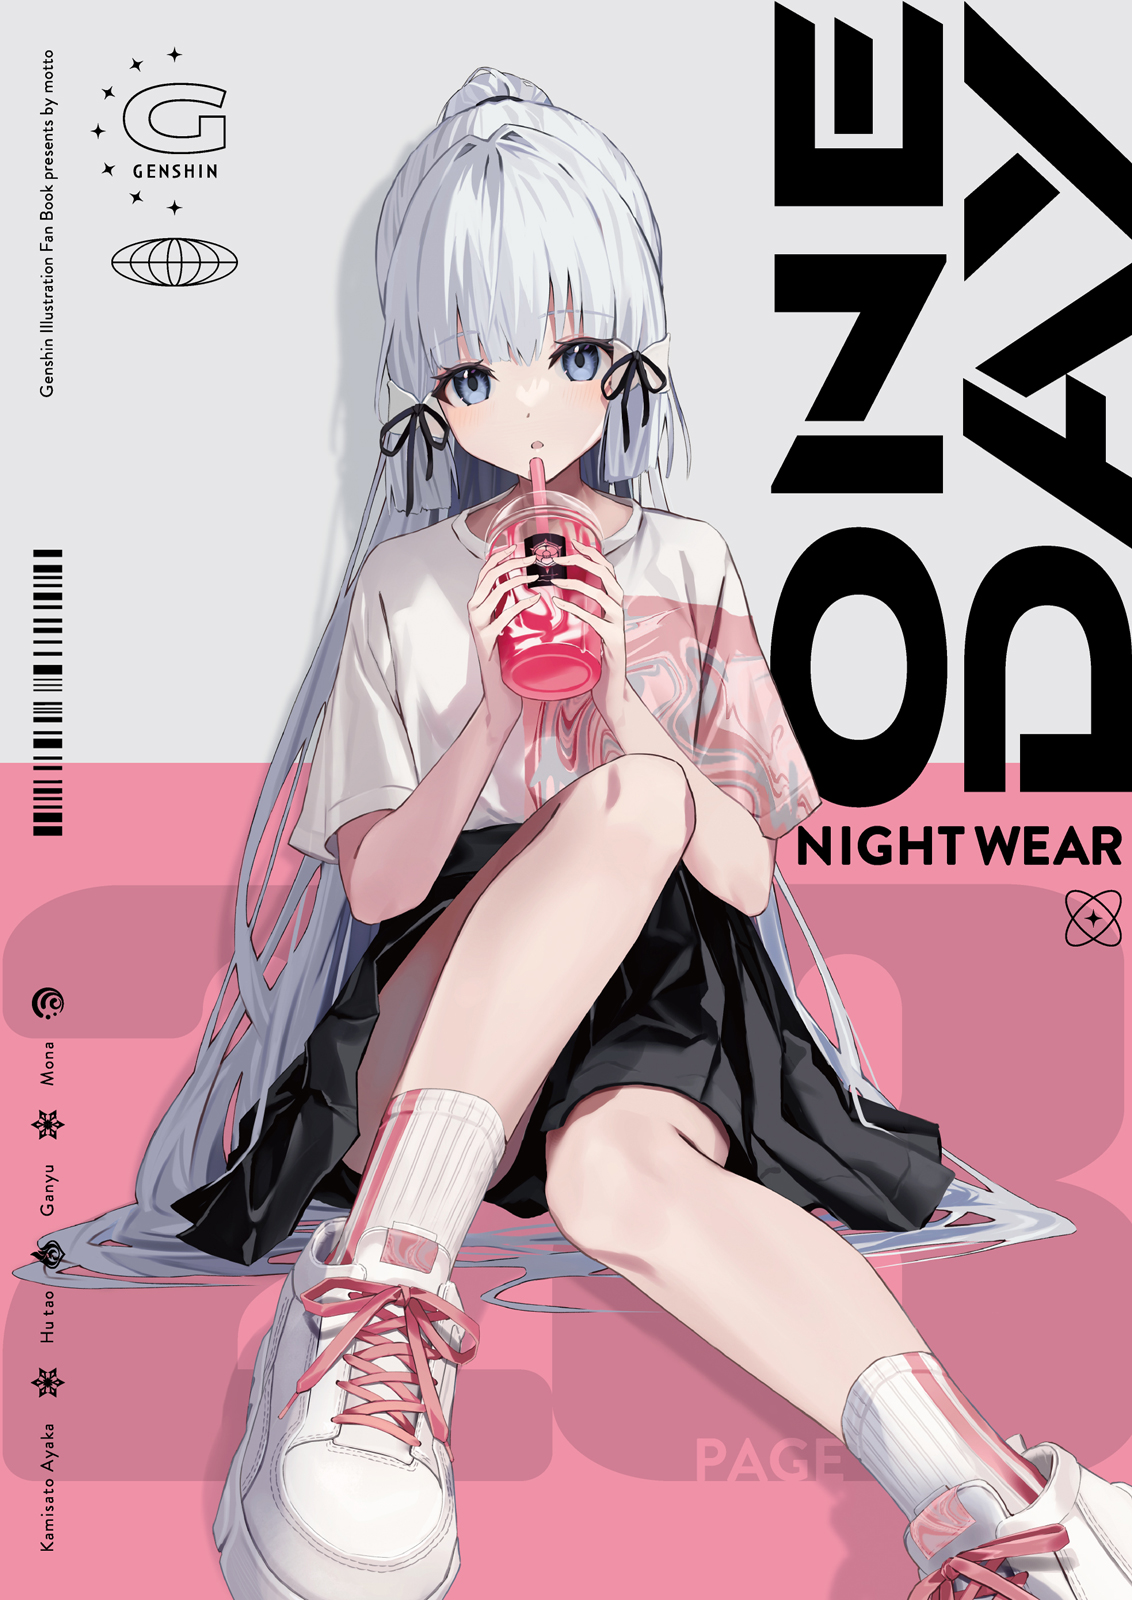 Genshin Illustration Fan Book presents by motto
G
GENSHIN
ONE
DAY
NIGHT WEAR
Mona
Ganyu
Hu tao
Kamisato Ayaka
PAGE